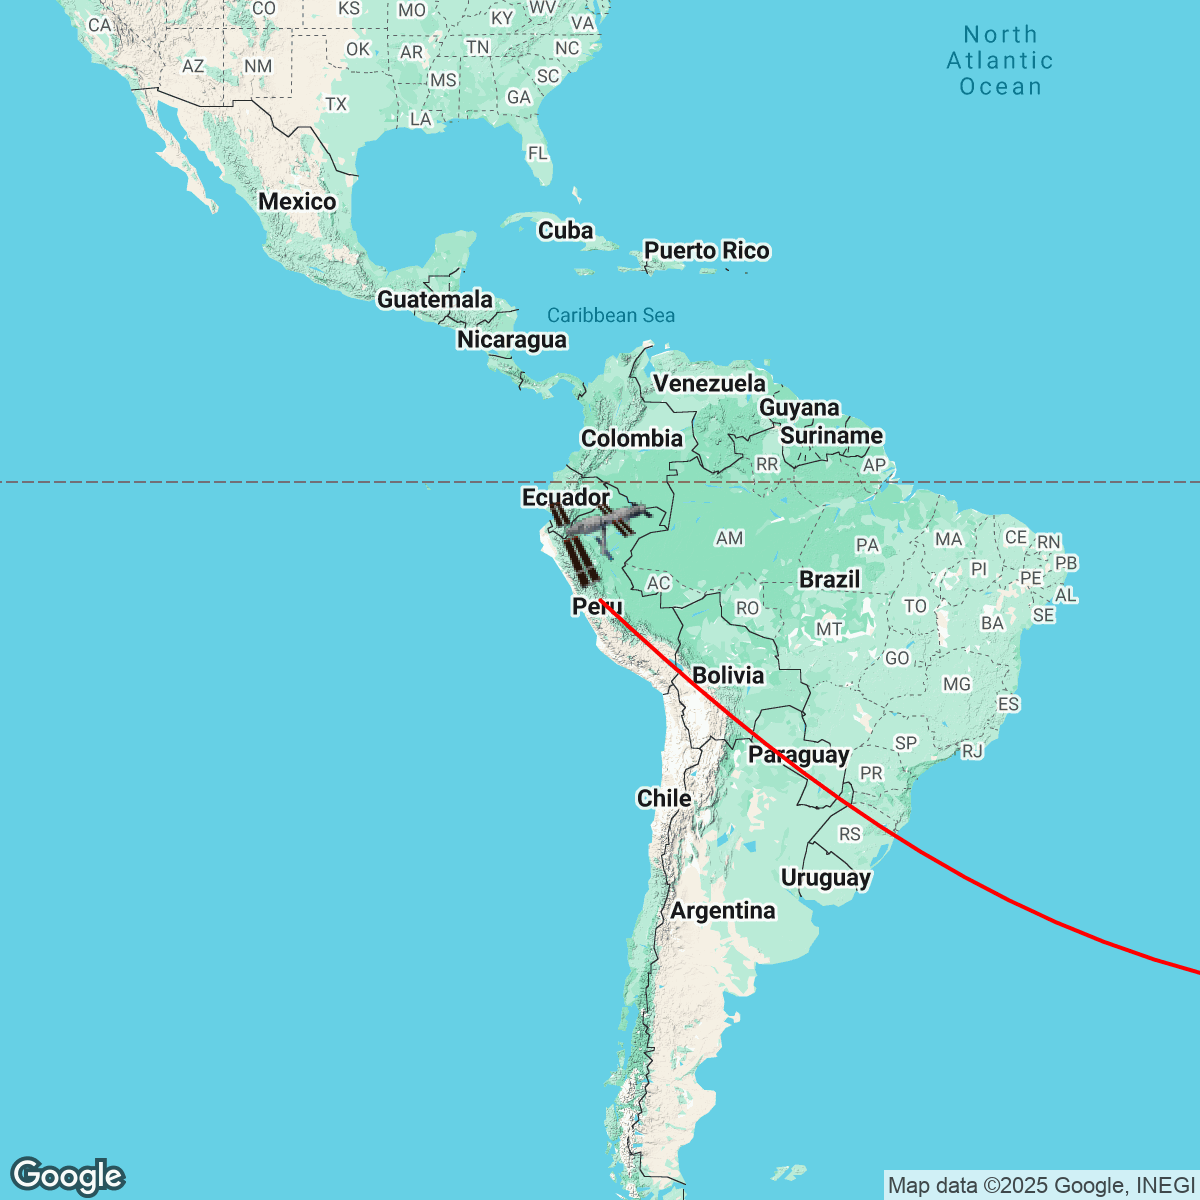 CO
KS
MO
KY
WV
VA
CA
OK
AR
TN
NC
AZ
NM
MS
SC
TX
GA
LA
FL
North
Atlantic
Ocean
Mexico
Cuba
Puerto Rico
Guatemala
Caribbean Sea
Nicaragua
Venezuela
Guyana
Colombia
Suriname
RR
AP
Ecuador
AM
PA
MA
CE
RN
PI
PB
AC
Brazil
PE
AL
Peru
RO
TO
SE
MT
BA
GO
Bolivia
MG
ES
SP
RJ
Paraguay
PR
Chile
RS
Uruguay
Argentina
Google
Map data ©2025 Google, INEGI